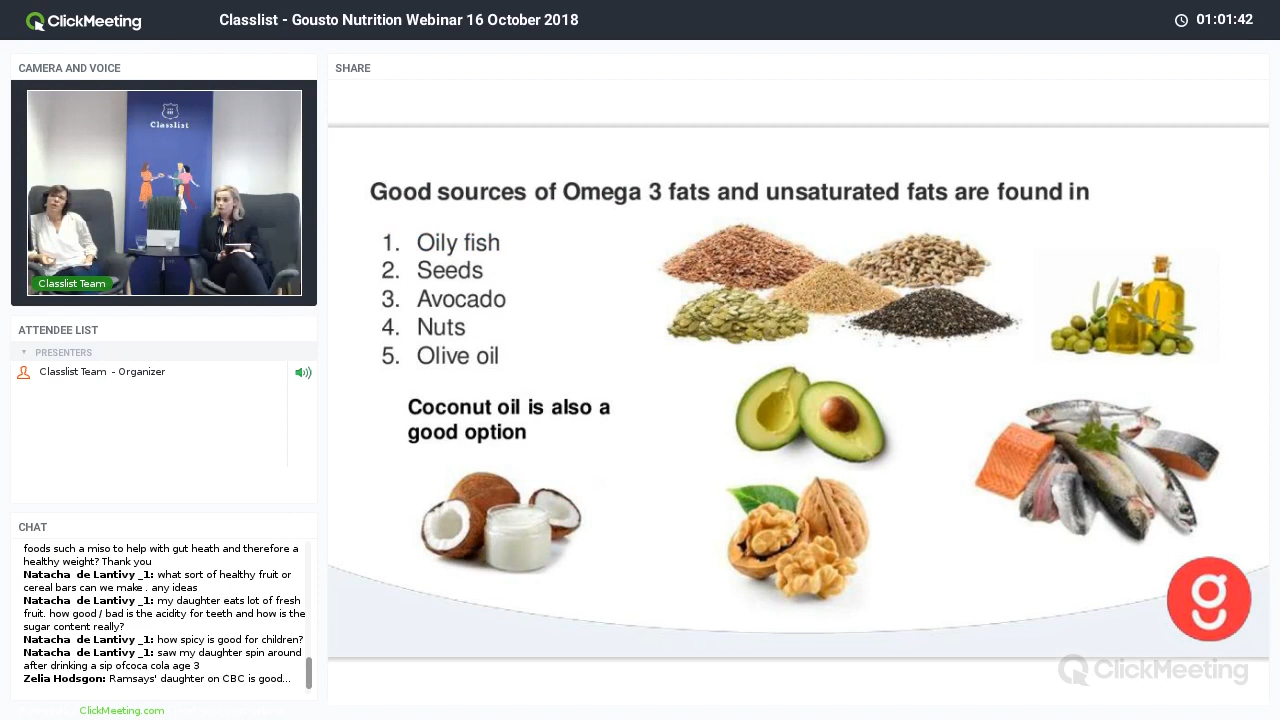 ClickMeeting
Classlist - Gousto Nutrition Webinar 16 October 2018
01:01:42
CAMERA AND VOICE
Classlist
Classlist Team
ATTENDEE LIST
PRESENTERS
Classlist Team - Organizer
CHAT
foods such a miso to help with gut heath and therefore a
healthy weight? Thank you
Natacha de Lantivy _1: what sort of healthy fruit or
cereal bars can we make . any ideas
Natacha de Lantivy _1: my daughter eats lot of fresh
fruit. how good / bad is the acidity for teeth and how is the
sugar content really?
Natacha de Lantivy _1: how spicy is good for children?
Natacha de Lantivy _1: saw my daughter spin around
after drinking a sip ofcoca cola age 3
Zelia Hodsgon: Ramsays' daughter on CBC is good...
ClickMeeting.com
SHARE
Good sources of Omega 3 fats and unsaturated fats are found in
1. Oily fish
2. Seeds
3. Avocado
4. Nuts
5. Olive oil
Coconut oil is also a
good option
g
ClickMeeting